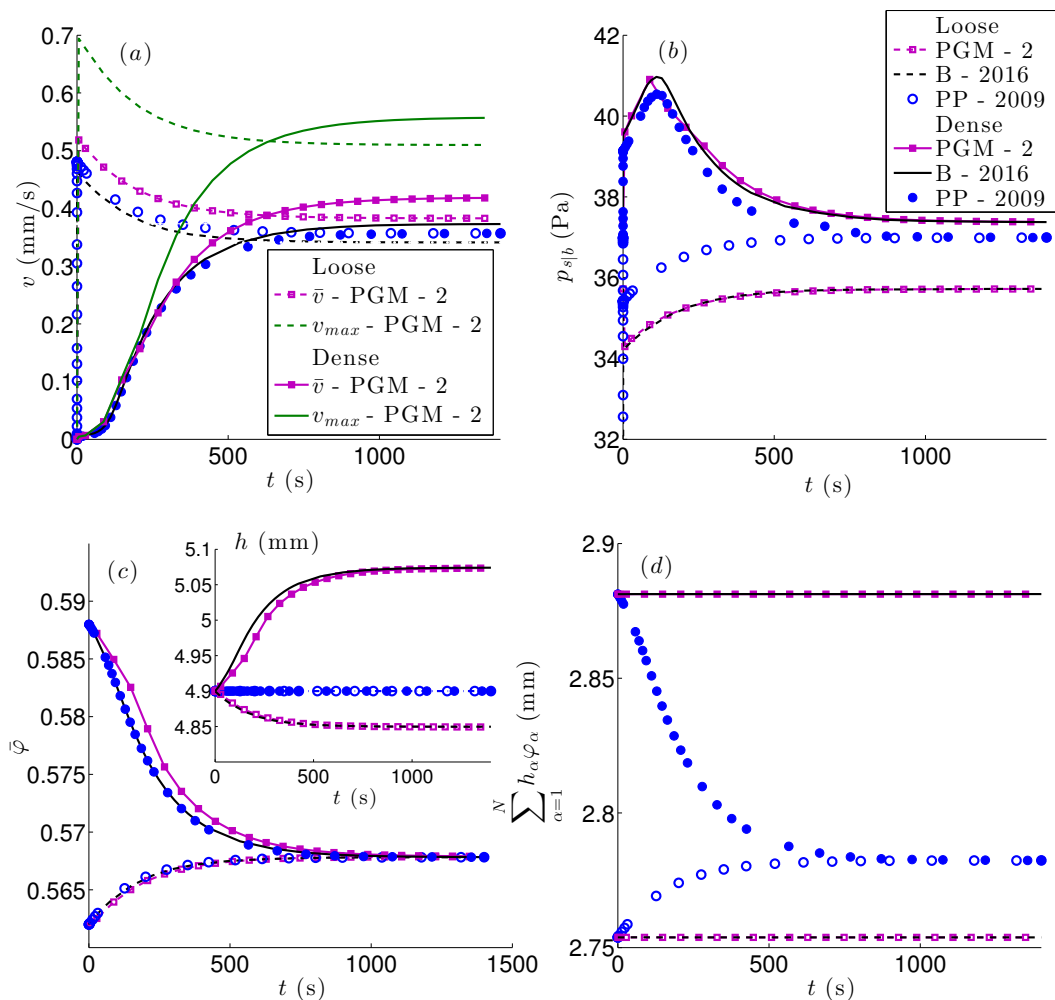 (a)
0.7
0.6
0.5
0.4
0.3
0.2
0.1
0
v (mm/s)
0 500 1000
t (s)
Loose
v̄ - PGM - 2
v_max - PGM - 2
Dense
v̄ - PGM - 2
v_max - PGM - 2
(b)
42
40
38
36
34
32
p_s|b (Pa)
0 500 1000
t (s)
Loose
PGM - 2
B - 2016
PP - 2009
Dense
PGM - 2
B - 2016
PP - 2009
(c)
0.59
0.585
0.58
0.575
0.57
0.565
φ̄
0 500 1000 1500
t (s)
h (mm)
5.1
5.05
5
4.95
4.9
4.85
0 500 1000
t (s)
(d)
2.9
2.85
2.8
2.75
∑_{α=1}^{N} h_α φ_α (mm)
0 500 1000
t (s)